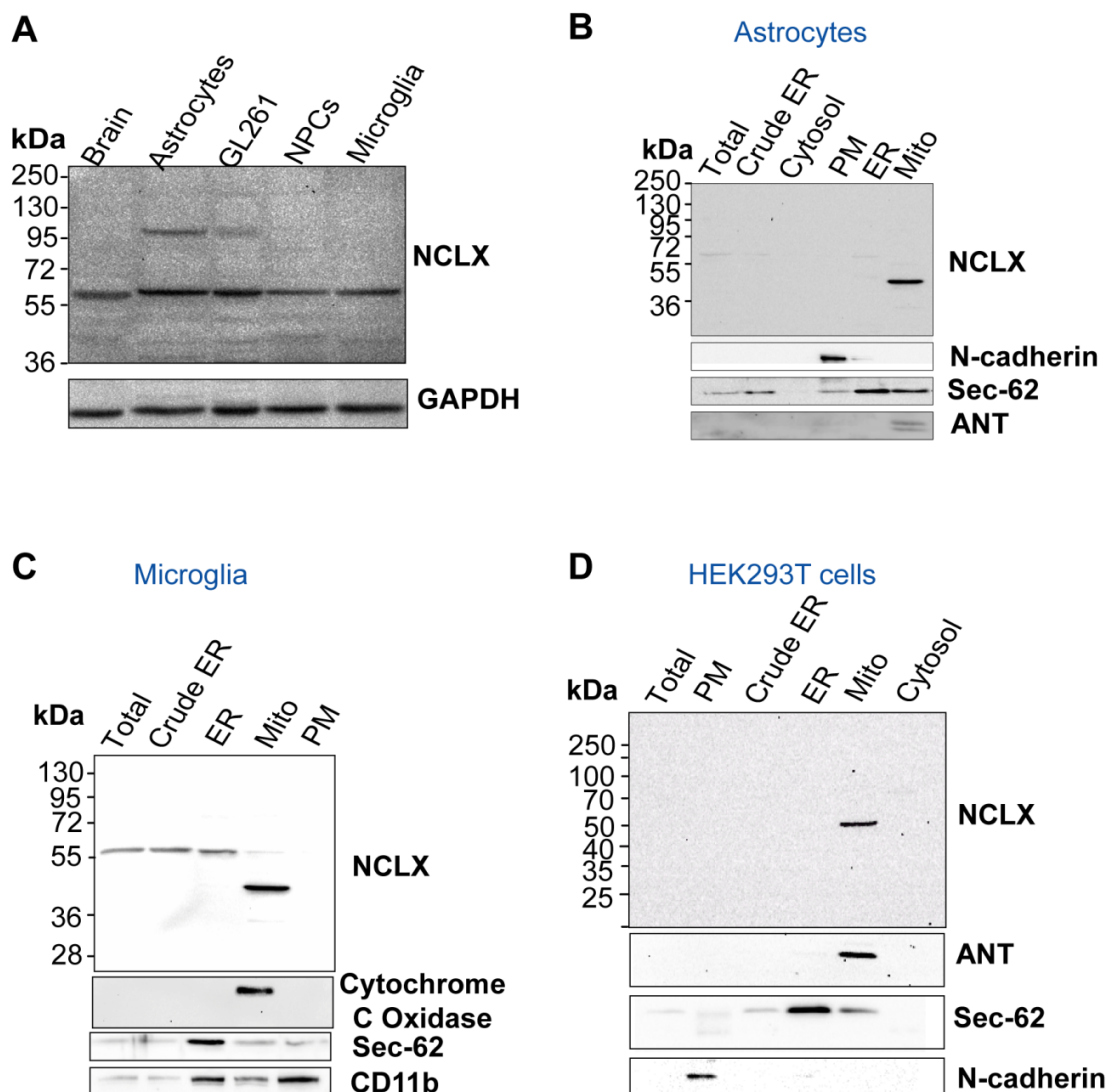 A
kDa
Brain
Astrocytes
GL261
NPCs
Microglia
250
130
95
72
55
36
NCLX
GAPDH
B
Astrocytes
kDa
Total
Crude ER
Cytosol
PM
ER
Mito
250
130
95
72
55
36
NCLX
N-cadherin
Sec-62
ANT
C
Microglia
kDa
Total
Crude ER
ER
Mito
PM
130
95
72
55
36
28
NCLX
Cytochrome
C Oxidase
Sec-62
CD11b
D
HEK293T cells
kDa
Total
PM
Crude ER
ER
Mito
Cytosol
250
100
70
50
40
35
25
NCLX
ANT
Sec-62
N-cadherin